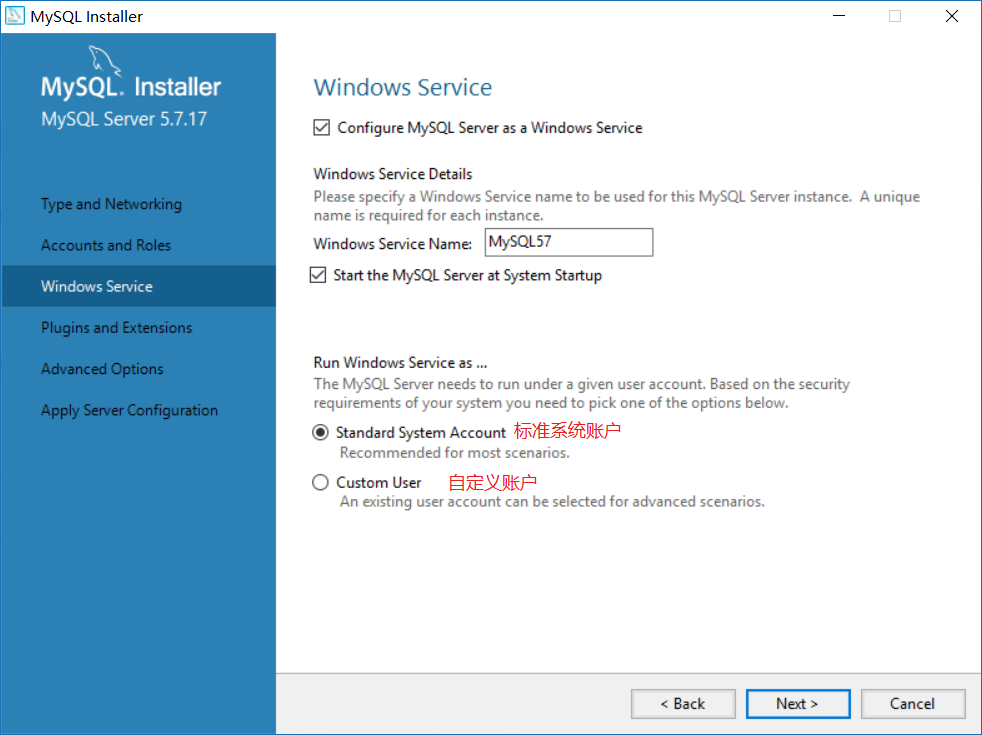 MySQL Installer
MySQL. Installer
MySQL Server 5.7.17
Type and Networking
Accounts and Roles
Windows Service
Plugins and Extensions
Advanced Options
Apply Server Configuration
Windows Service
Configure MySQL Server as a Windows Service
Windows Service Details
Please specify a Windows Service name to be used for this MySQL Server instance. A unique
name is required for each instance.
Windows Service Name: MySQL57
Start the MySQL Server at System Startup
Run Windows Service as ...
The MySQL Server needs to run under a given user account. Based on the security
requirements of your system you need to pick one of the options below.
Standard System Account 标准系统账户
Recommended for most scenarios.
Custom User 自定义账户
An existing user account can be selected for advanced scenarios.
< Back Next > Cancel